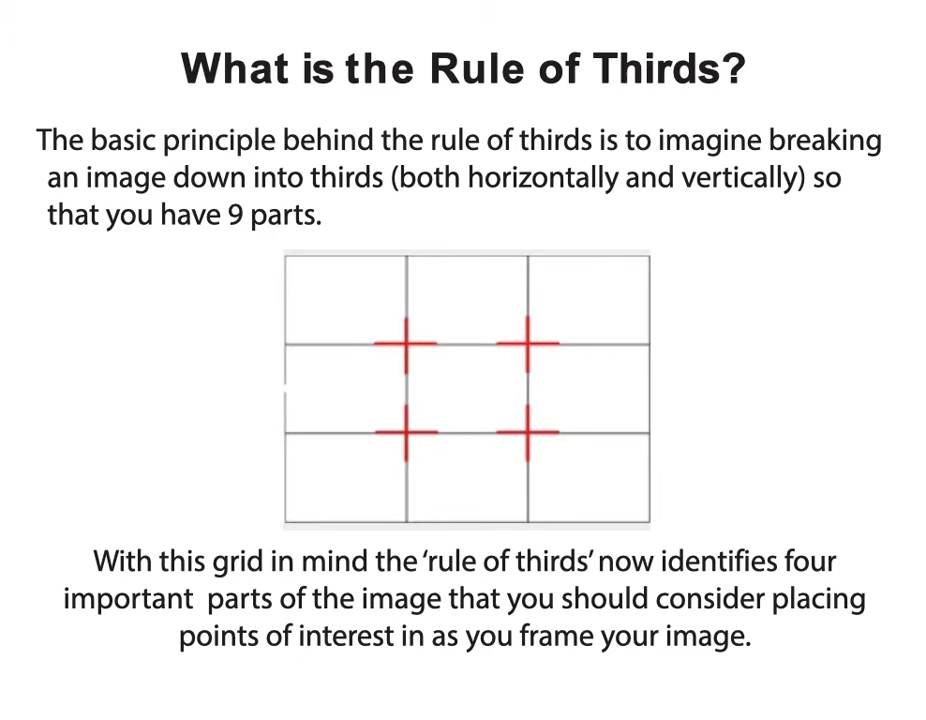 What is the Rule of Thirds?
The basic principle behind the rule of thirds is to imagine breaking
an image down into thirds (both horizontally and vertically) so
that you have 9 parts.
With this grid in mind the ‘rule of thirds’ now identifies four
important parts of the image that you should consider placing
points of interest in as you frame your image.